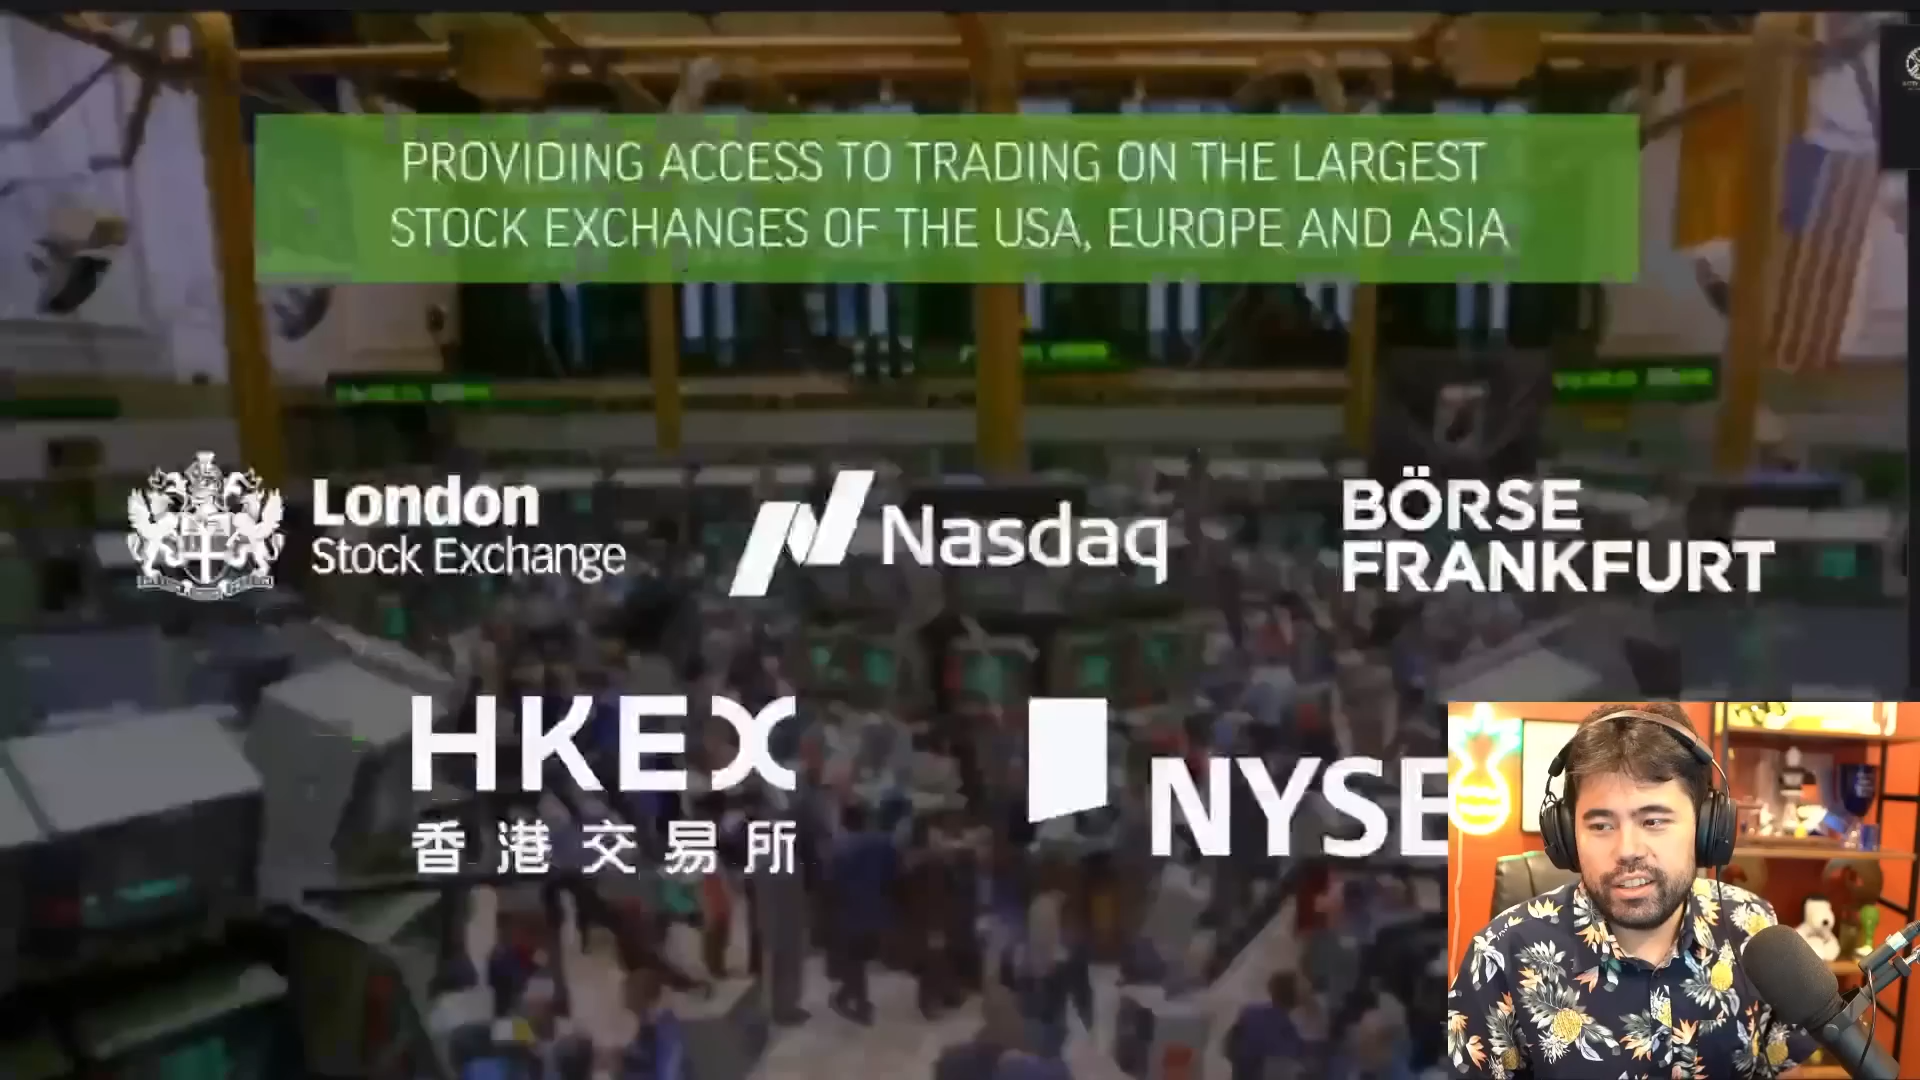 PROVIDING ACCESS TO TRADING ON THE LARGEST
STOCK EXCHANGES OF THE USA, EUROPE AND ASIA
London
Stock Exchange
Nasdaq
BÖRSE
FRANKFURT
HKEX
香港交易所
NYSE